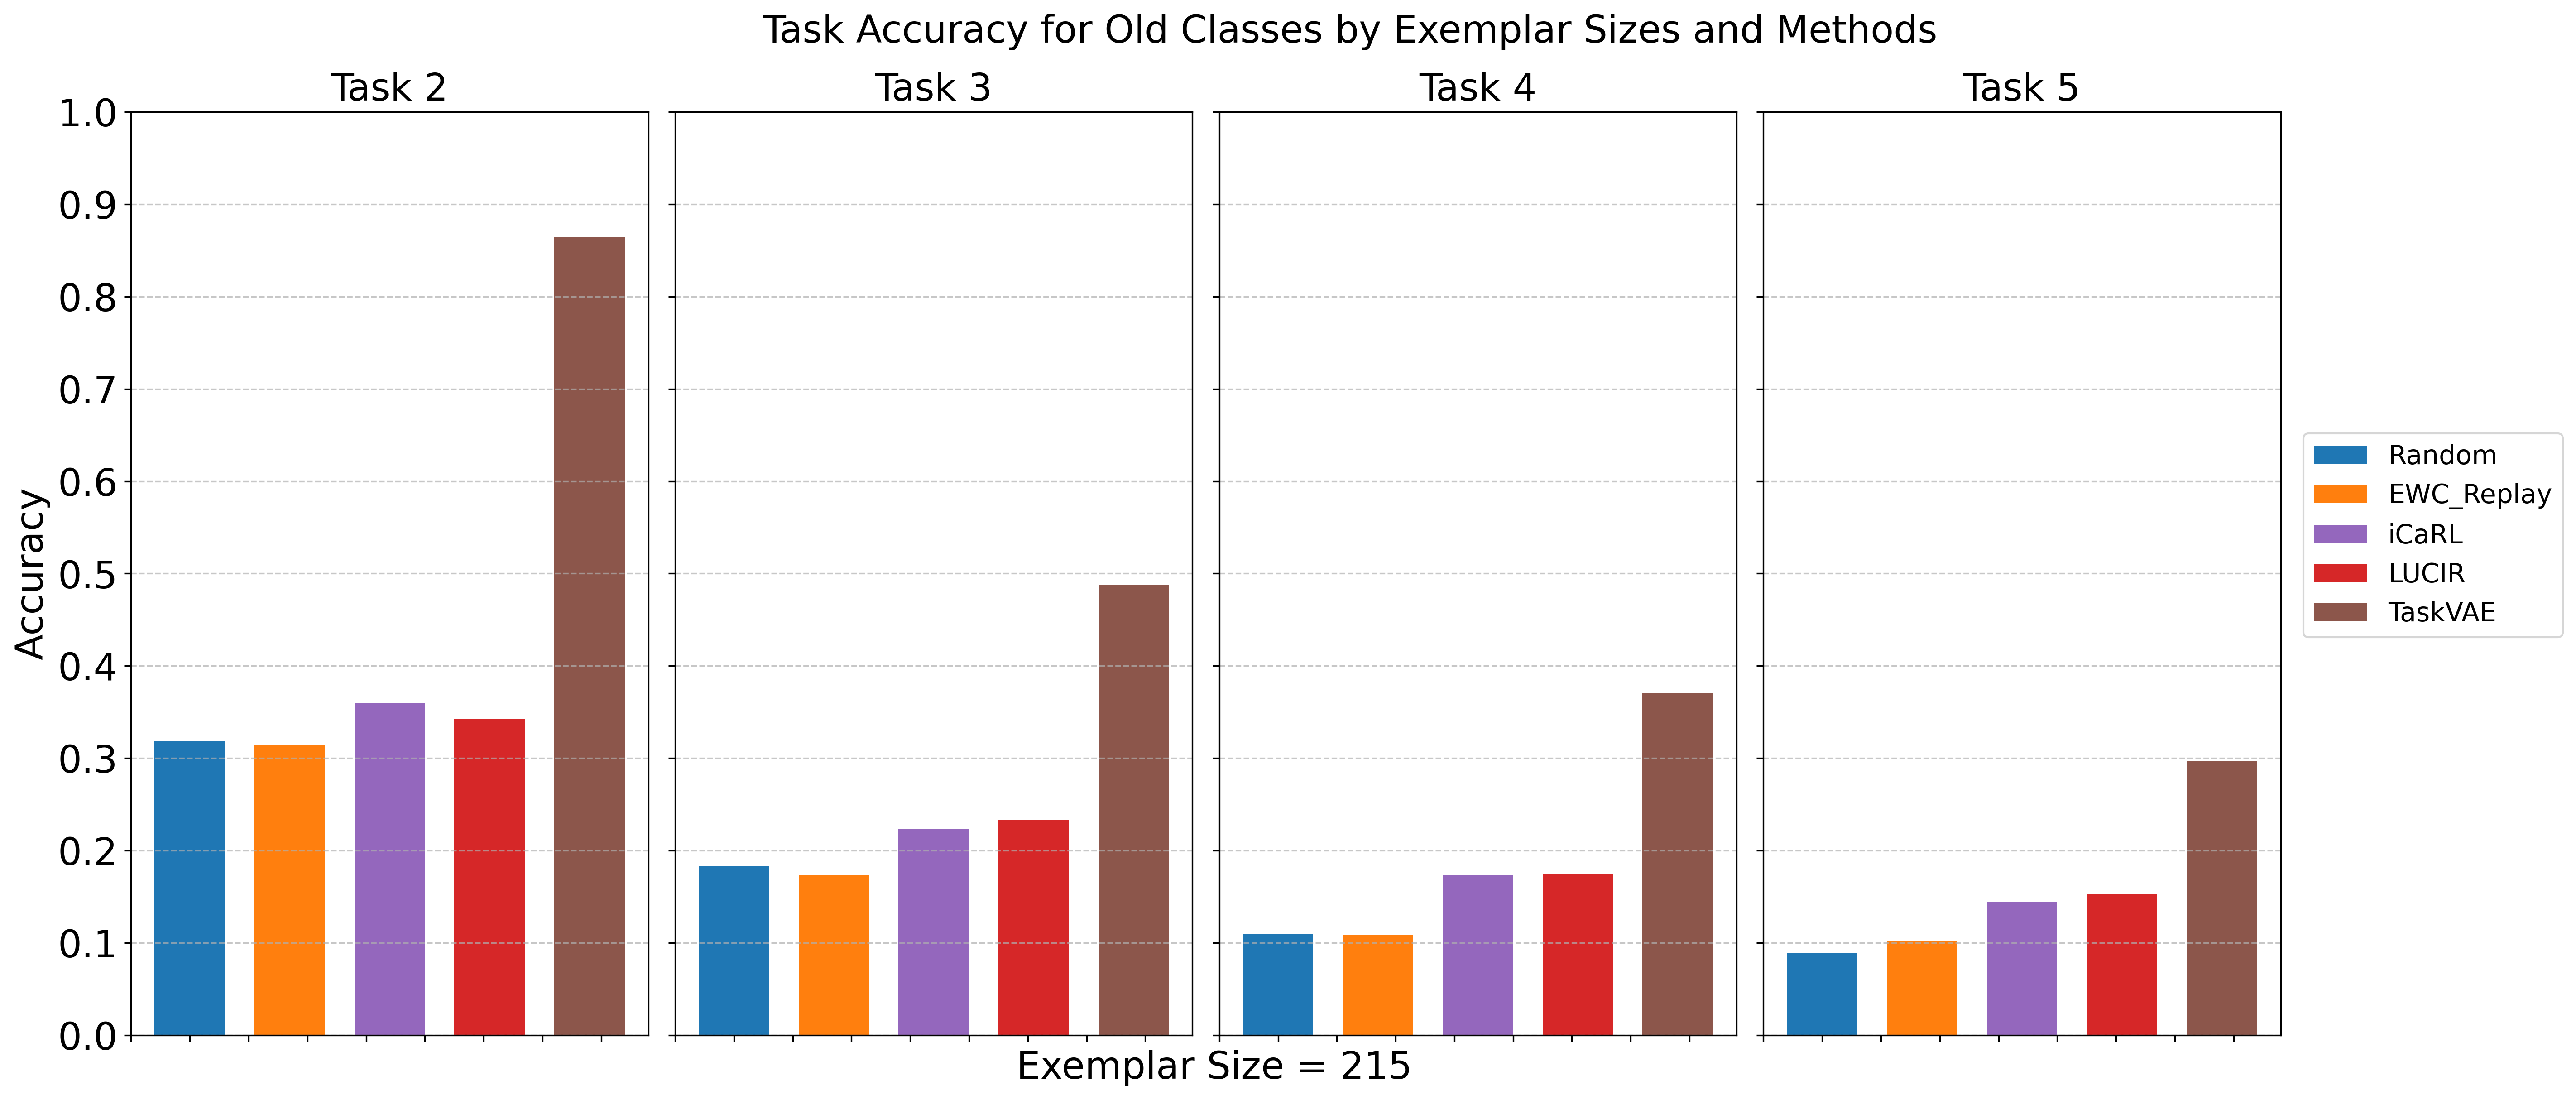 Task Accuracy for Old Classes by Exemplar Sizes and Methods
Task 2
Task 3
Task 4
Task 5
1.0
0.9
0.8
0.7
0.6
0.5
0.4
0.3
0.2
0.1
0.0
Accuracy
Exemplar Size = 215
Random
EWC_Replay
iCaRL
LUCIR
TaskVAE